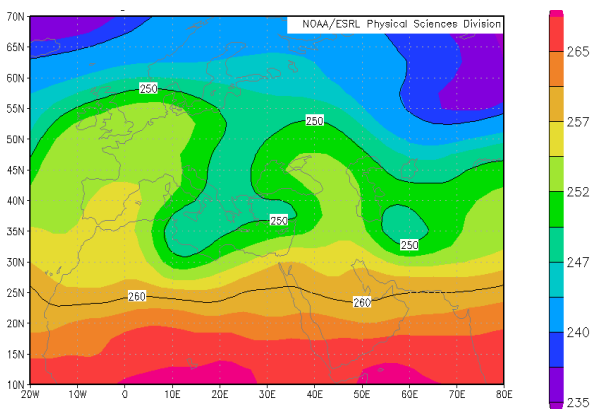 NOAA/ESRL Physical Sciences Division
70N
65N
60N
55N
50N
45N
40N
35N
30N
25N
20N
15N
10N
20W
10W
0
10E
20E
30E
40E
50E
60E
70E
80E
250
250
250
250
260
260
265
257
252
247
240
235